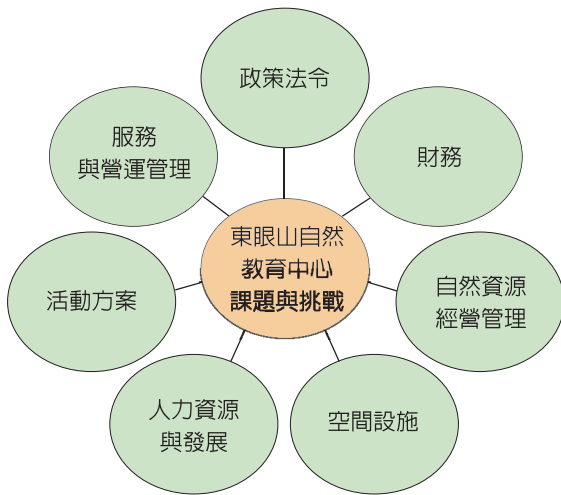 政策法令
服務
與營運管理
財務
東眼山自然
教育中心
課題與挑戰
活動方案
自然資源
經營管理
人力資源
與發展
空間設施